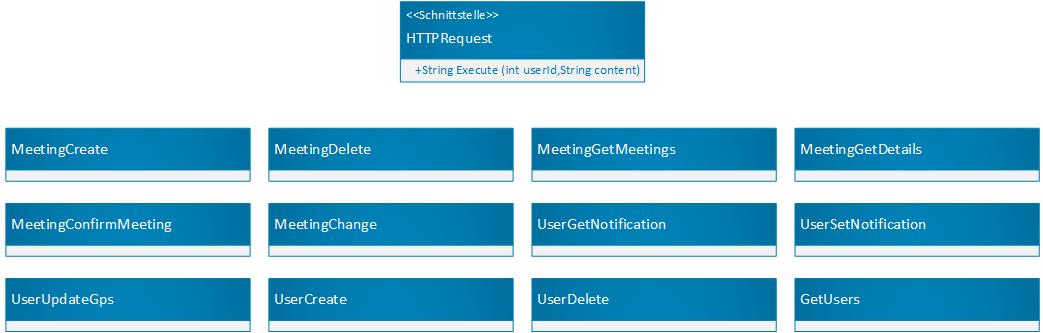 <<Schnittstelle>>
HTTPRequest
+String Execute (int userId,String content)
MeetingCreate
MeetingDelete
MeetingGetMeetings
MeetingGetDetails
MeetingConfirmMeeting
MeetingChange
UserGetNotification
UserSetNotification
UserUpdateGps
UserCreate
UserDelete
GetUsers